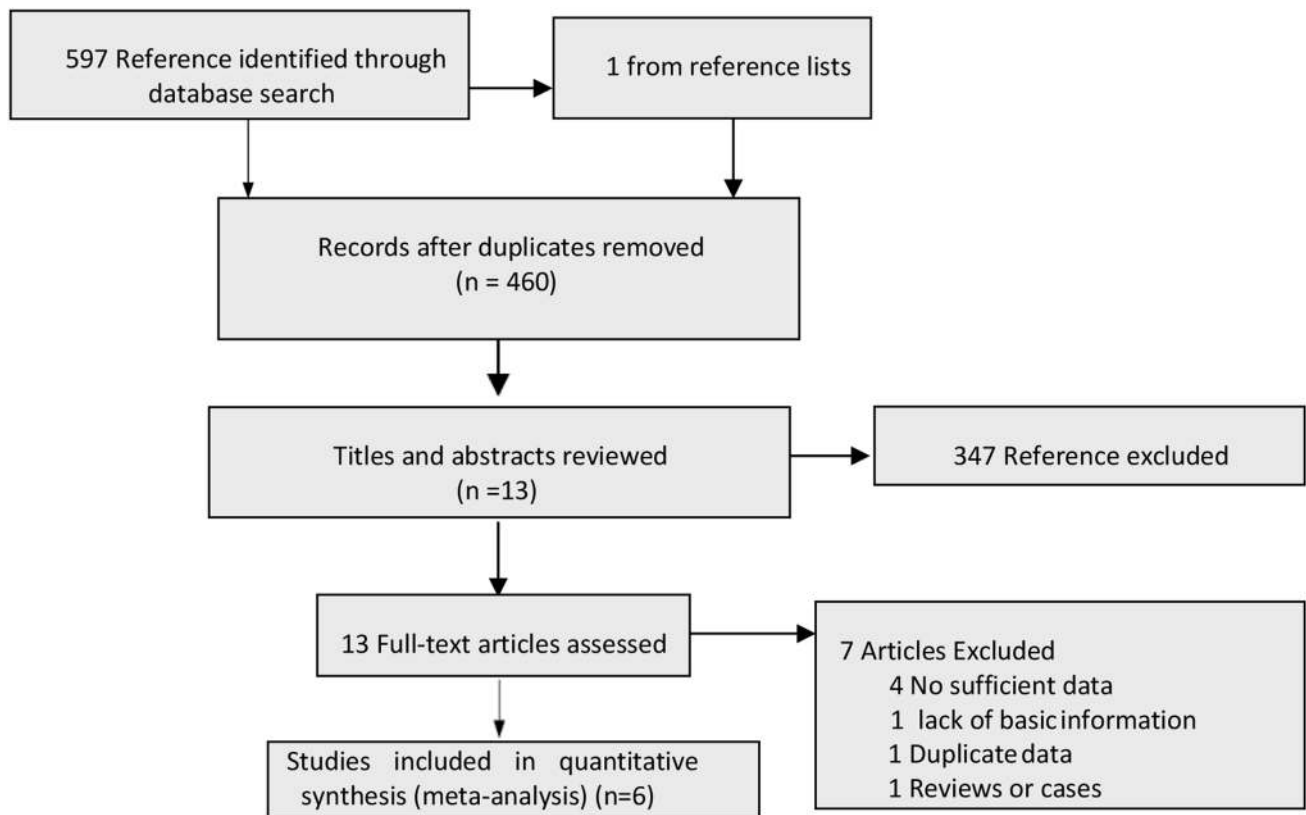 597 Reference identified through
database search
1 from reference lists
Records after duplicates removed
(n = 460)
Titles and abstracts reviewed
(n =13)
347 Reference excluded
13 Full-text articles assessed
7 Articles Excluded
4 No sufficient data
1 lack of basic information
1 Duplicate data
1 Reviews or cases
Studies included in quantitative
synthesis (meta-analysis) (n=6)